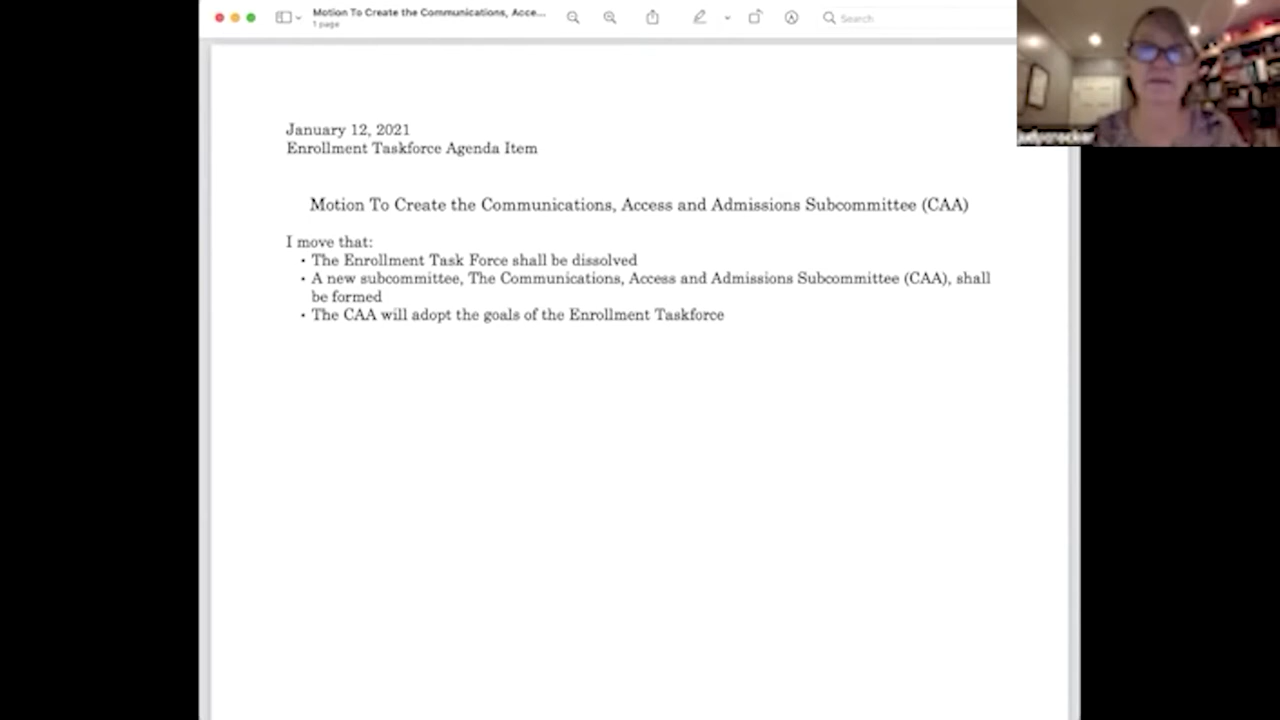 Motion To Create the Communications, Acce...
1 page
Search
January 12, 2021
Enrollment Taskforce Agenda Item
Motion To Create the Communications, Access and Admissions Subcommittee (CAA)
I move that:
• The Enrollment Task Force shall be dissolved
• A new subcommittee, The Communications, Access and Admissions Subcommittee (CAA), shall
be formed
• The CAA will adopt the goals of the Enrollment Taskforce